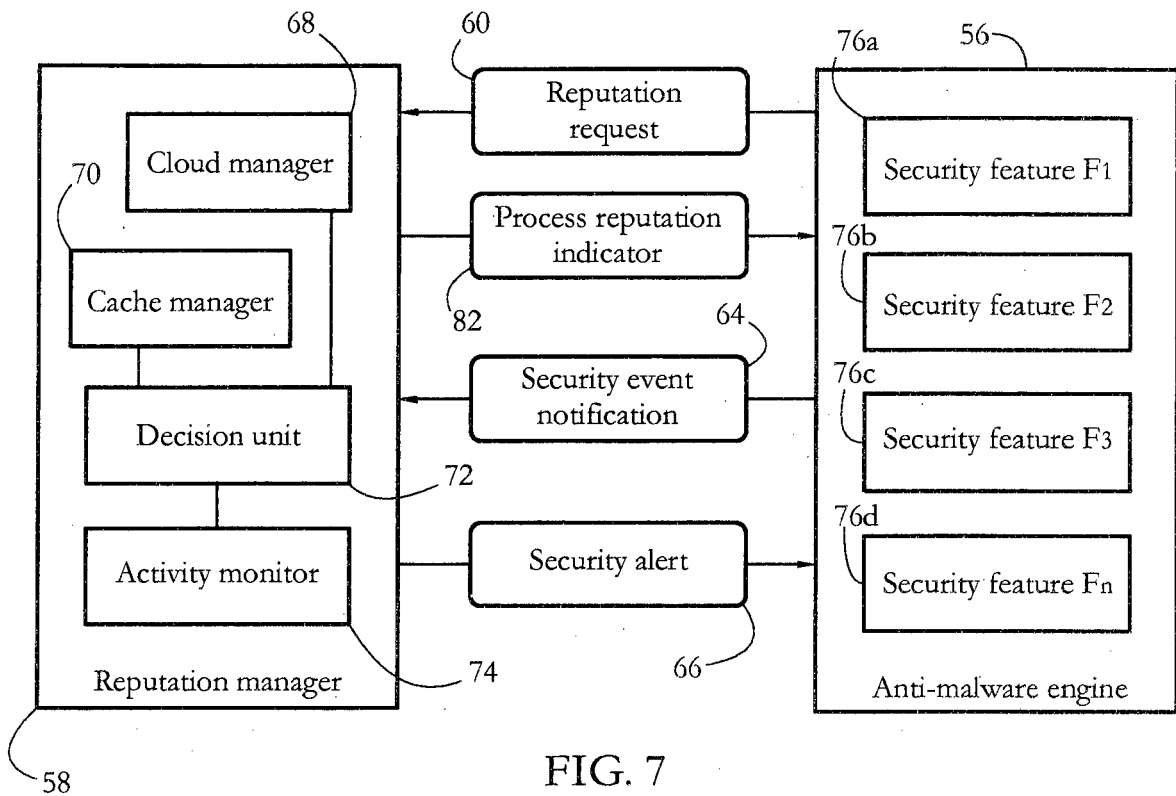 68
60
76a
56
Reputation
request
Cloud manager
Security feature F1
70
Process reputation
indicator
76b
Cache manager
82
64
Security feature F2
Security event
notification
76c
Decision unit
Security feature F3
72
76d
Activity monitor
Security alert
Security feature Fn
74
66
Reputation manager
Anti-malware engine
58
FIG. 7